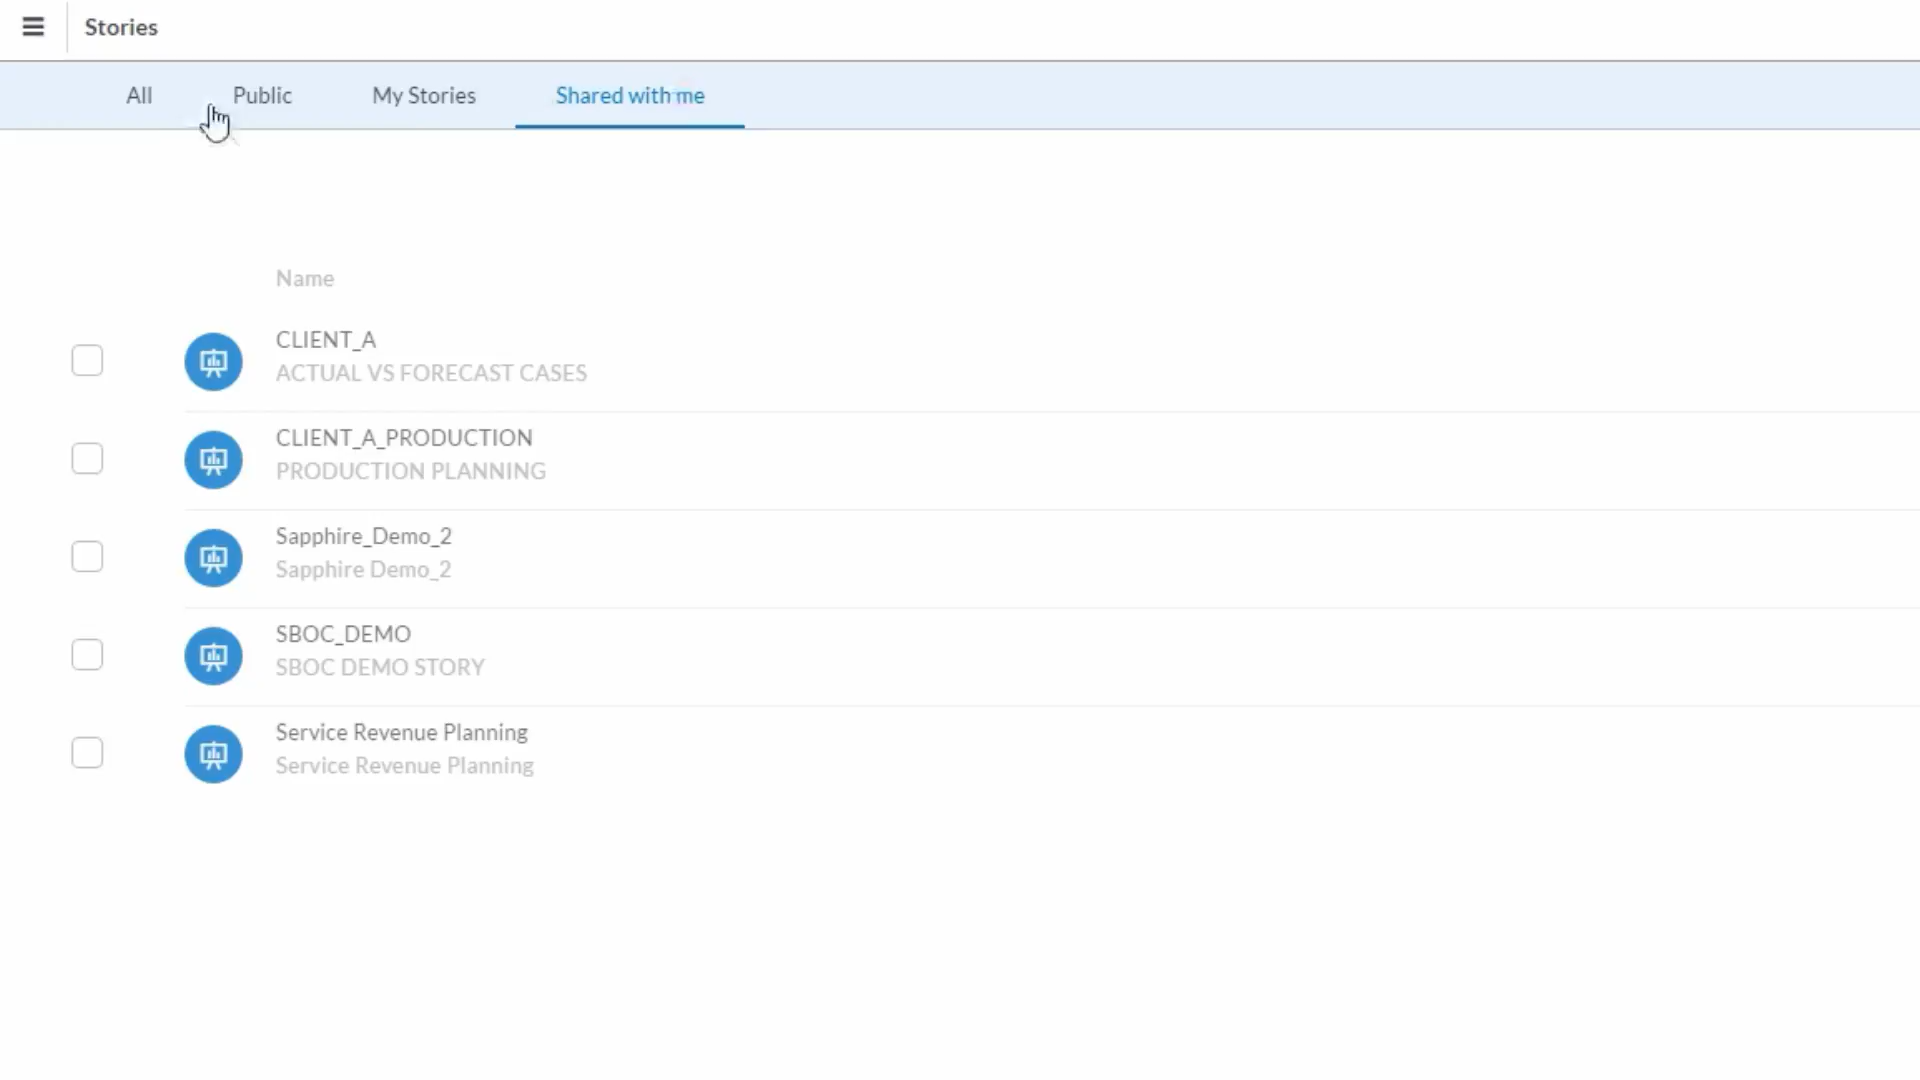 Stories
All Public My Stories Shared with me
Name
CLIENT_A
ACTUAL VS FORECAST CASES
CLIENT_A_PRODUCTION
PRODUCTION PLANNING
Sapphire_Demo_2
Sapphire Demo_2
SBOC_DEMO
SBOC DEMO STORY
Service Revenue Planning
Service Revenue Planning